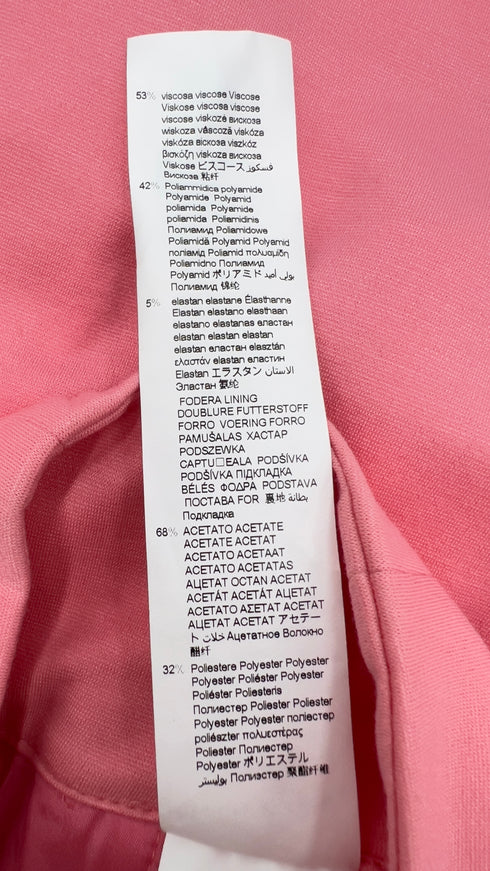 53% viscosa viscose Viscose
Viskose viscosa viscose
viscose viskozė вискоза
wiskoza vâscoză viskóza
viskóza віскоза viszkóz
βισκόζη viskoza вискоза
Viskose ビスコース فسكوز
Вискоза 粘纤
42% Poliammidica polyamide
Polyamide Polyamid
poliamida Polyamide
poliamida Poliamidinis
Полиамид Poliamidowe
Poliamidă Polyamid Polyamid
поліамід Poliamid πολυαμίδη
Poliamidno Полиамид
Polyamid ポリアミド بولي أميد
Полиамид 锦纶
5% elastan elastane Élasthanne
Elastan elastano elasthaan
elastano elastanas еластан
elastan elastan elastan
elastan еластан elasztán
ελαστάν elastan еластин
Elastan エラスタン الاستان
Эластан 氨纶
FODERA LINING
DOUBLURE FUTTERSTOFF
FORRO VOERING FORRO
PAMUŠALAS ХАСТАР
PODSZEWKA
CAPTU□EALA PODŠÍVKA
PODŠÍVKA ПІДКЛАДКА
BÉLÉS ΦΟΔΡΑ PODSTAVA
ПОСТАВА FOR 裏地 بطانة
Подкладка
68% ACETATO ACETATE
ACETATE ACETAT
ACETATO ACETAAT
ACETATO ACETATAS
АЦЕТАТ OCTAN ACETAT
ACETÁT ACETÁT АЦЕТАТ
ACETATO ΑΣΕΤΑΤ ACETAT
АЦЕТАТ ACETAT アセテー
ト خلات Ацетатное Волокно
醋纤
32% Poliestere Polyester Polyester
Polyester Poliéster Polyester
Poliéster Poliesteris
Полиестер Poliester Poliester
Polyester Polyester поліестер
poliészter πολυεστέρας
Poliester Полиестер
Polyester ポリエステル
بوليستر Полиэстер 聚酯纤维